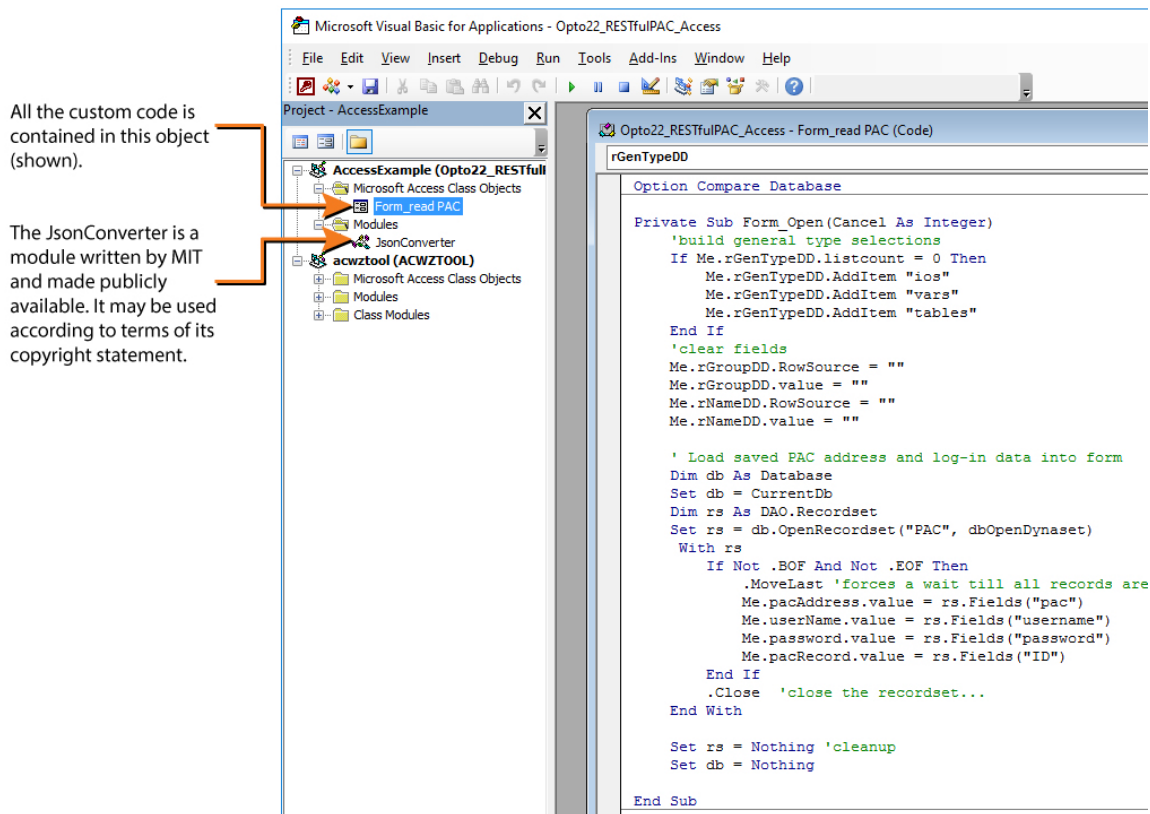 All the custom code is
contained in this object
(shown).
The JsonConverter is a
module written by MIT
and made publicly
available. It may be used
according to terms of its
copyright statement.
Microsoft Visual Basic for Applications - Opto22_RESTfulPAC_Access
File Edit View Insert Debug Run Tools Add-Ins Window Help
Project - AccessExample
AccessExample (Opto22_RESTful
Microsoft Access Class Objects
Form_read PAC
Modules
JsonConverter
acwztool (ACWZTOOL)
Microsoft Access Class Objects
Modules
Class Modules
Opto22_RESTfulPAC_Access - Form_read PAC (Code)
rGenTypeDD
Option Compare Database
Private Sub Form_Open(Cancel As Integer)
'build general type selections
If Me.rGenTypeDD.listcount = 0 Then
Me.rGenTypeDD.AddItem "ios"
Me.rGenTypeDD.AddItem "vars"
Me.rGenTypeDD.AddItem "tables"
End If
'clear fields
Me.rGroupDD.RowSource = ""
Me.rGroupDD.value = ""
Me.rNameDD.RowSource = ""
Me.rNameDD.value = ""
' Load saved PAC address and log-in data into form
Dim db As Database
Set db = CurrentDb
Dim rs As DAO.Recordset
Set rs = db.OpenRecordset("PAC", dbOpenDynaset)
With rs
If Not .BOF And Not .EOF Then
.MoveLast 'forces a wait till all records are
Me.pacAddress.value = rs.Fields("pac")
Me.userName.value = rs.Fields("username")
Me.password.value = rs.Fields("password")
Me.pacRecord.value = rs.Fields("ID")
End If
.Close 'close the recordset...
End With
Set rs = Nothing 'cleanup
Set db = Nothing
End Sub